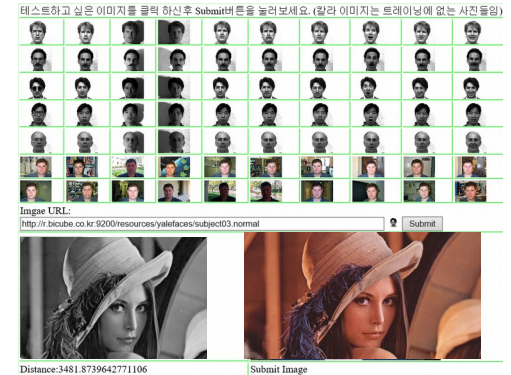 테스트하고 싶은 이미지를 클릭 하신후 Submit버튼을 눌러보세요. (칼라 이미지는 트레이닝에 없는 사진들임)
Imgae URL:
http://r.bicube.co.kr:9200/resources/yalefaces/subject03.normal
Submit
Distance:3481.8739642771106
Submit Image